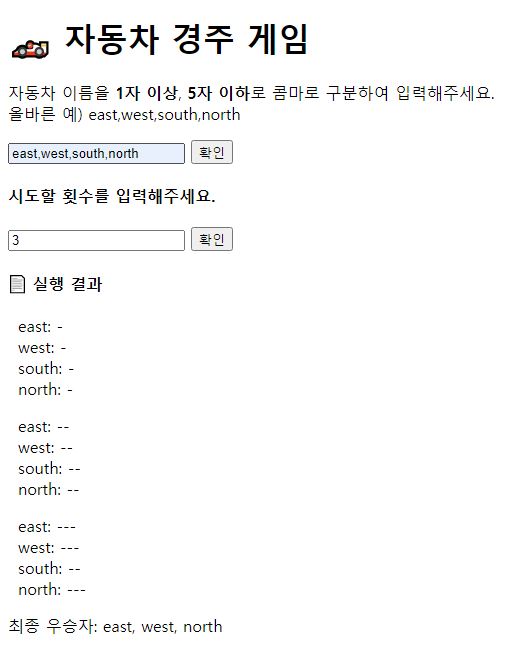 자동차 경주 게임
자동차 이름을 1자 이상, 5자 이하로 콤마로 구분하여 입력해주세요.
올바른 예) east,west,south,north
east,west,south,north 확인
시도할 횟수를 입력해주세요.
3 확인
실행 결과
east: -
west: -
south: -
north: -
east: --
west: --
south: --
north: --
east: ---
west: ---
south: --
north: ---
최종 우승자: east, west, north